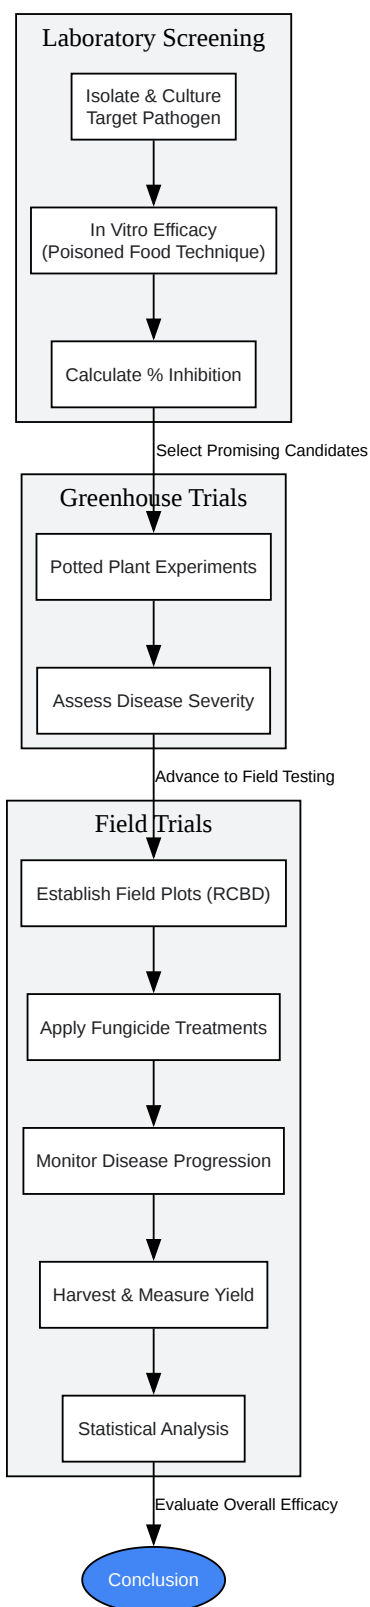 Laboratory Screening
Isolate & Culture
Target Pathogen
In Vitro Efficacy
(Poisoned Food Technique)
Calculate % Inhibition
Select Promising Candidates
Greenhouse Trials
Potted Plant Experiments
Assess Disease Severity
Advance to Field Testing
Field Trials
Establish Field Plots (RCBD)
Apply Fungicide Treatments
Monitor Disease Progression
Harvest & Measure Yield
Statistical Analysis
Evaluate Overall Efficacy
Conclusion